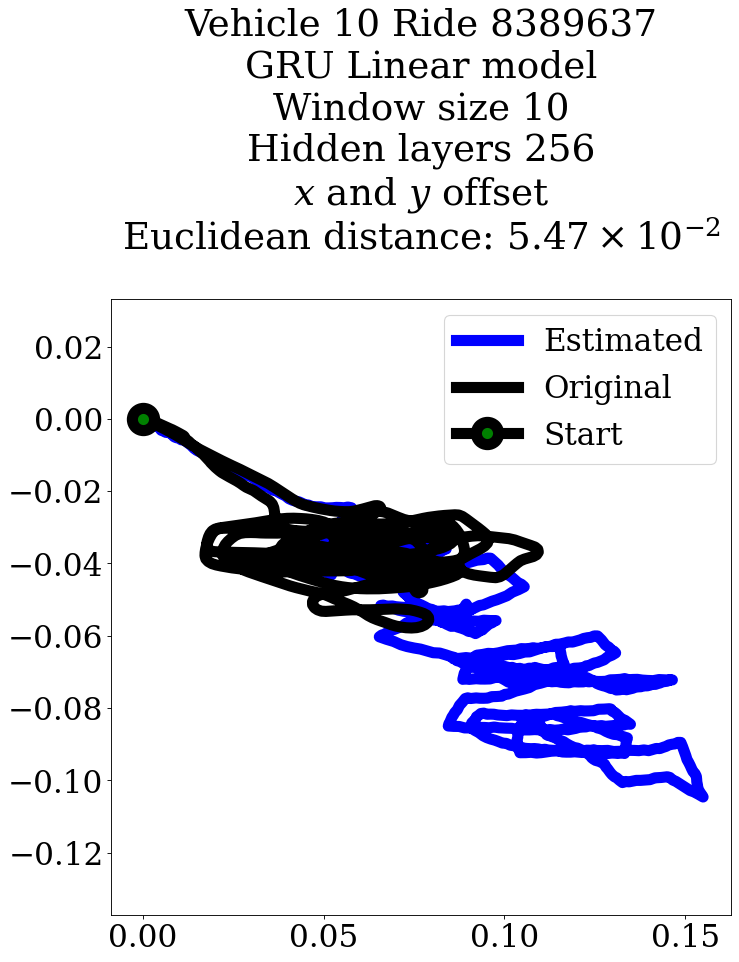 Vehicle 10 Ride 8389637
GRU Linear model
Window size 10
Hidden layers 256
x and y offset
Euclidean distance: 5.47 × 10⁻²
Estimated
Original
Start
0.02
0.00
−0.02
−0.04
−0.06
−0.08
−0.10
−0.12
0.00 0.05 0.10 0.15